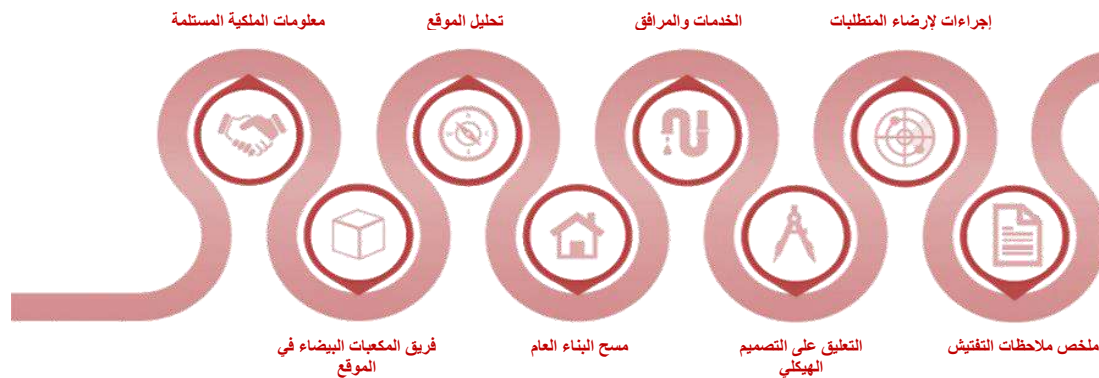 معلومات الملكية المستلمة
تحليل الموقع
الخدمات والمرافق
إجراءات لإرضاء المتطلبات
فريق المكعبات البيضاء في
الموقع
مسح البناء العام
التعليق على التصميم
الهيكلي
ملخص ملاحظات التفتيش